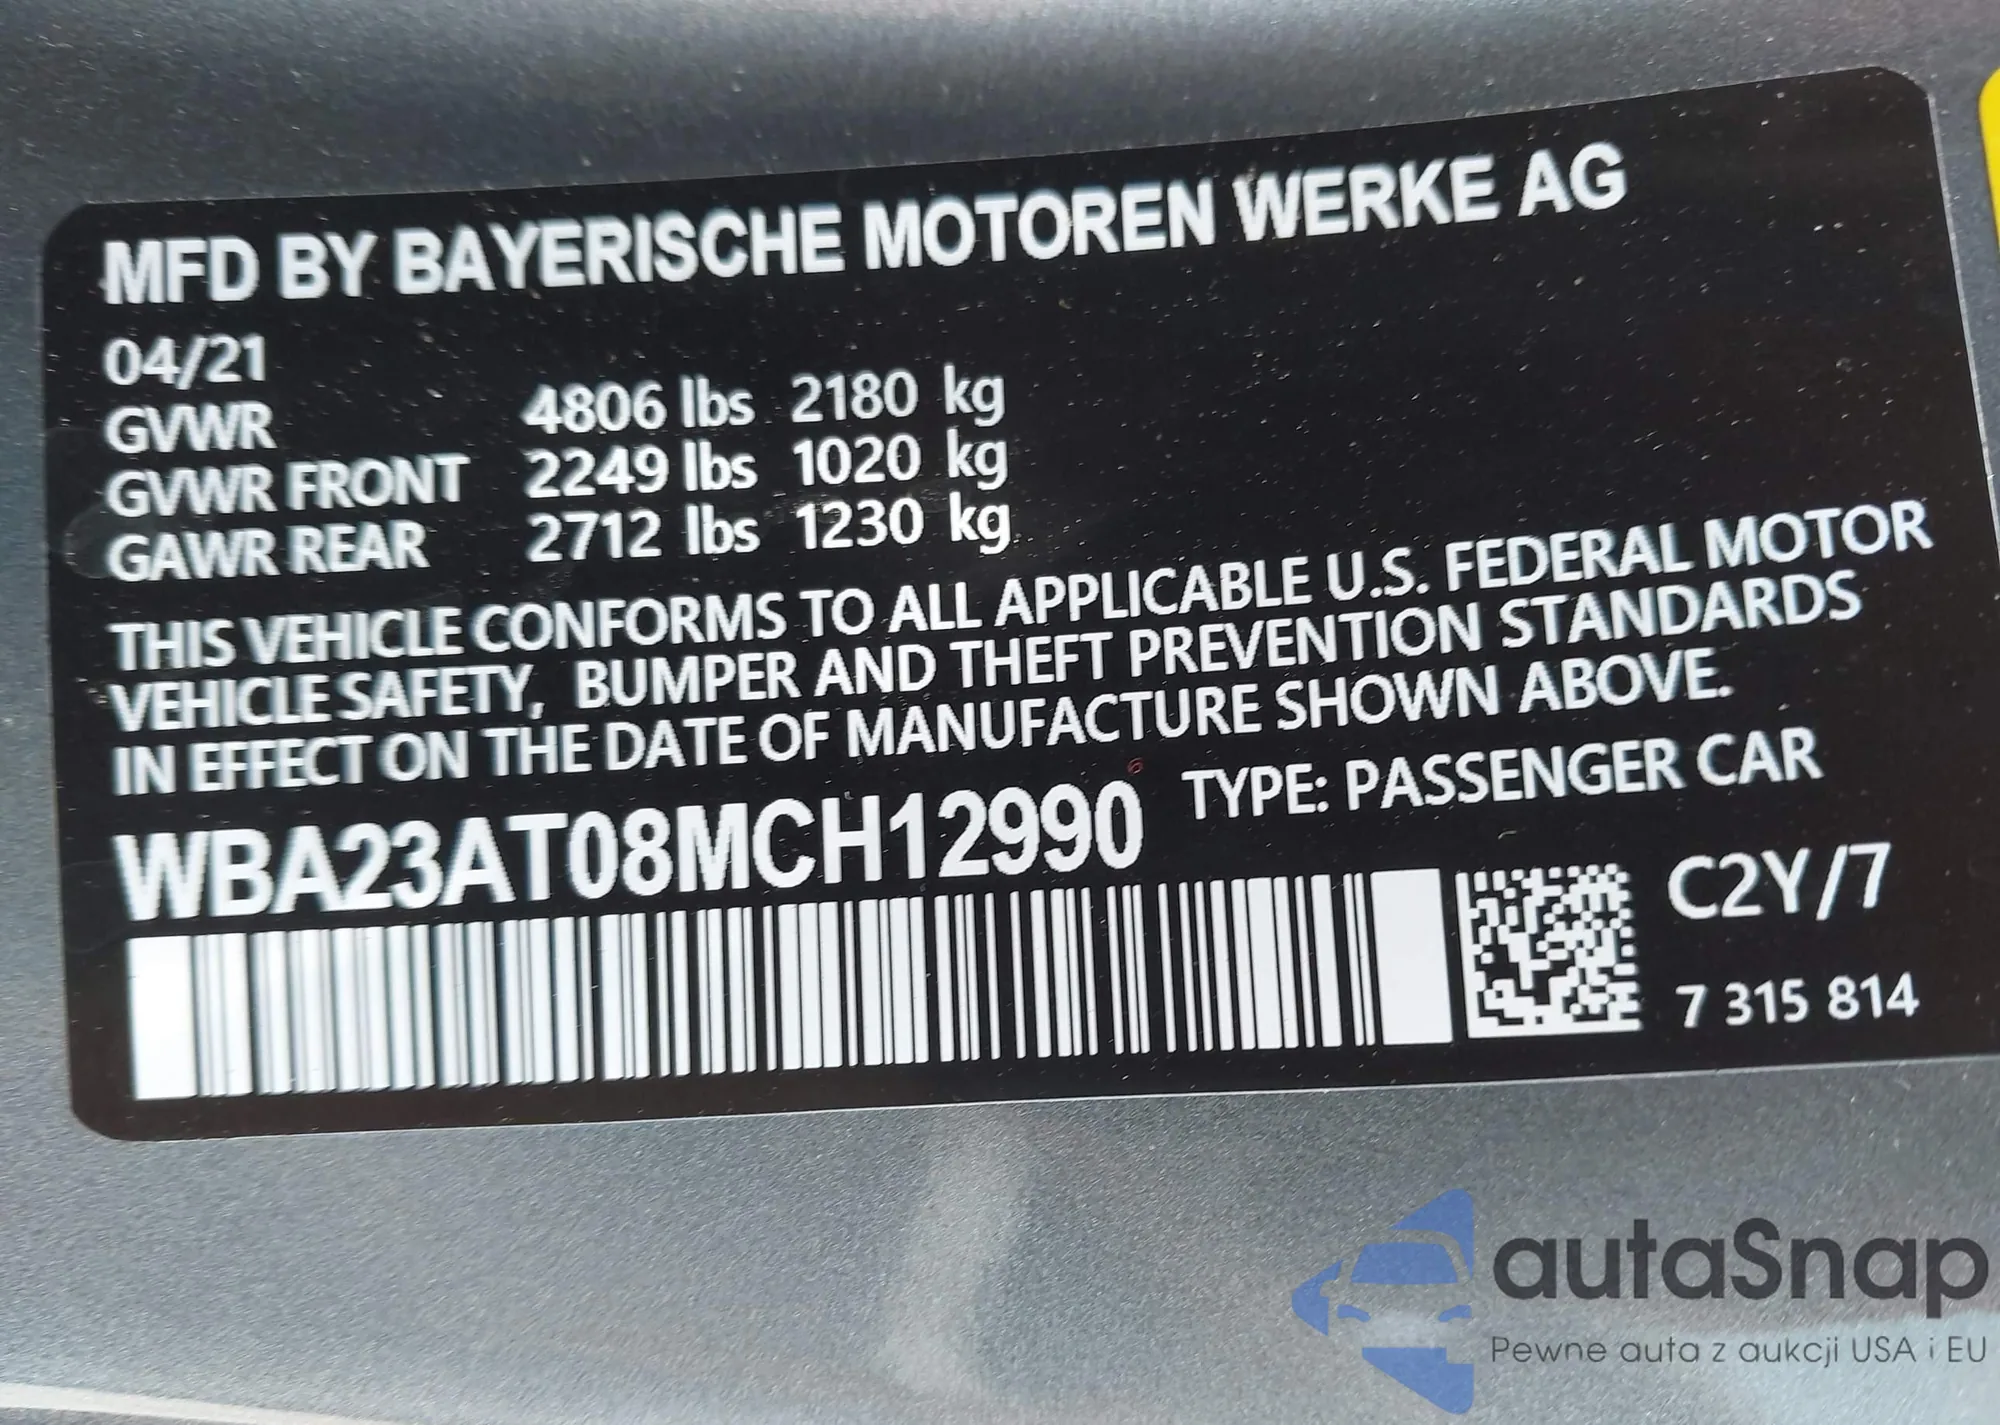 MFD BY BAYERISCHE MOTOREN WERKE AG
04/21
GVWR 4806 lbs 2180 kg
GVWR FRONT 2249 lbs 1020 kg
GAWR REAR 2712 lbs 1230 kg
THIS VEHICLE CONFORMS TO ALL APPLICABLE U.S. FEDERAL MOTOR
VEHICLE SAFETY, BUMPER AND THEFT PREVENTION STANDARDS
IN EFFECT ON THE DATE OF MANUFACTURE SHOWN ABOVE.
WBA23AT08MCH12990 TYPE: PASSENGER CAR
C2Y/7
7 315 814
autaSnap
Pewne auta z aukcji USA i EU